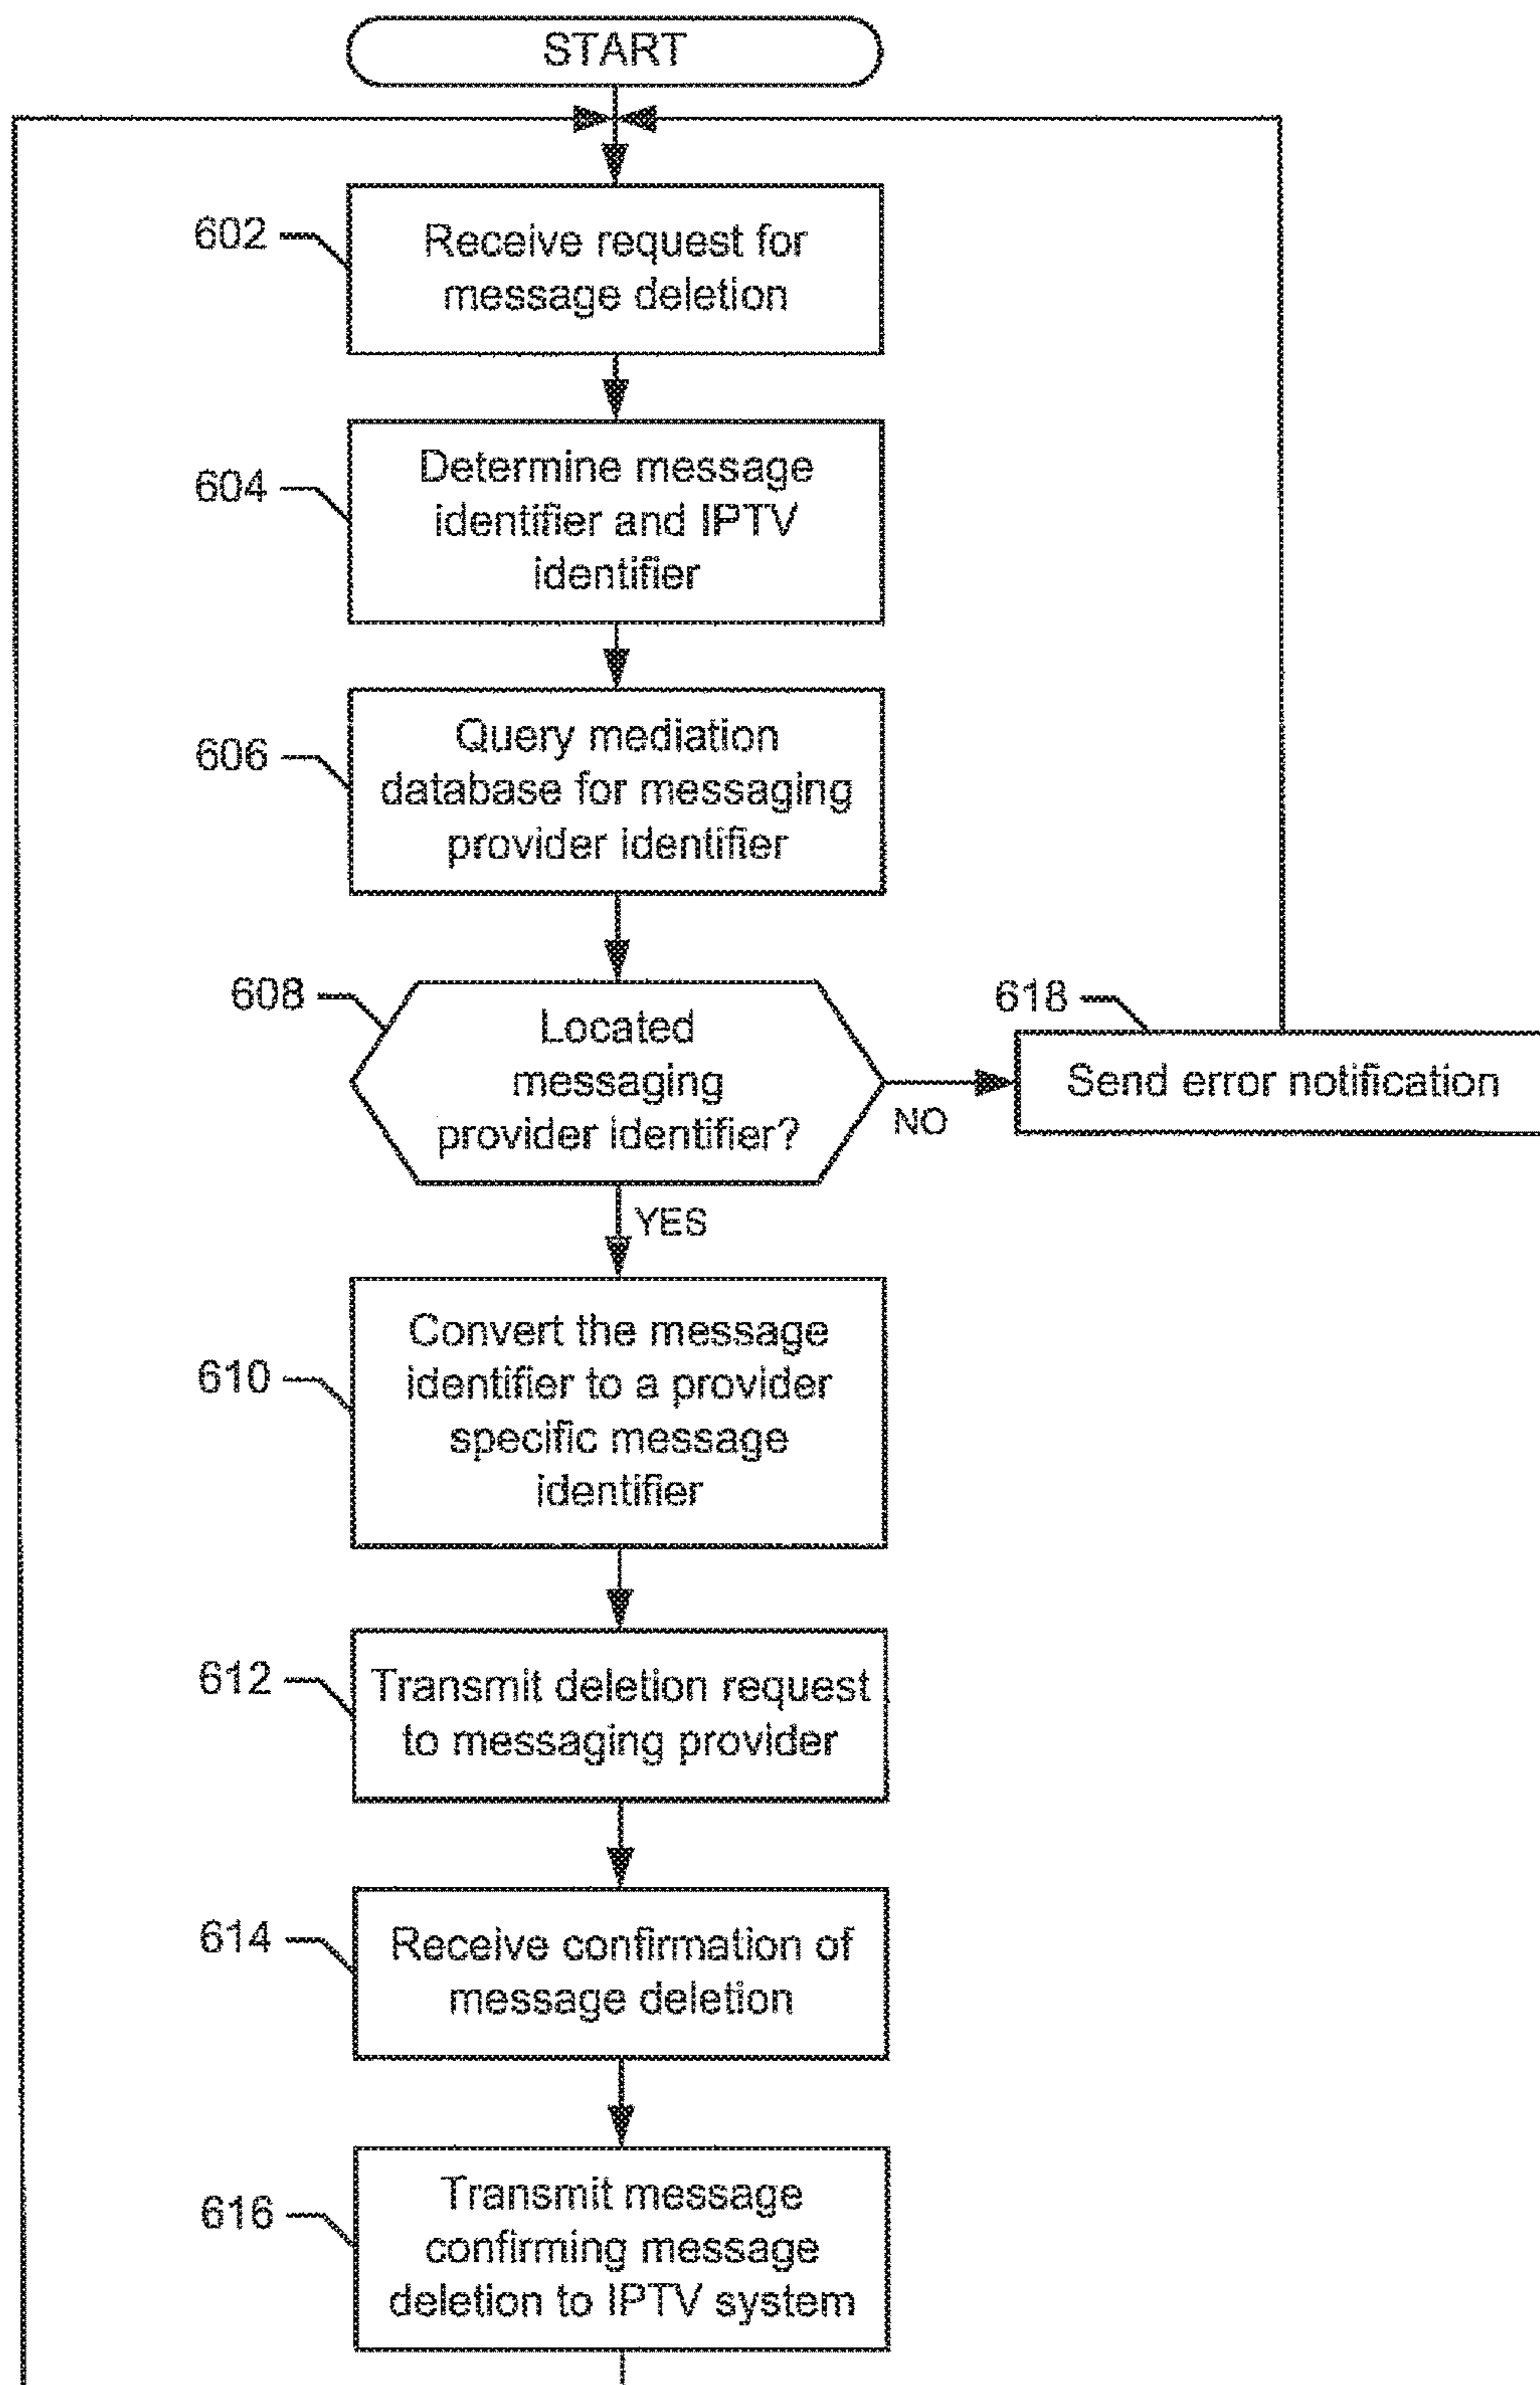 START
602
Receive request for
message deletion
604
Determine message
identifier and IPTV
identifier
606
Query mediation
database for messaging
provider identifier
608
Located
messaging
provider identifier?
NO
618
Send error notification
YES
610
Convert the message
identifier to a provider
specific message
identifier
612
Transmit deletion request
to messaging provider
614
Receive confirmation of
message deletion
616
Transmit message
confirming message
deletion to IPTV system